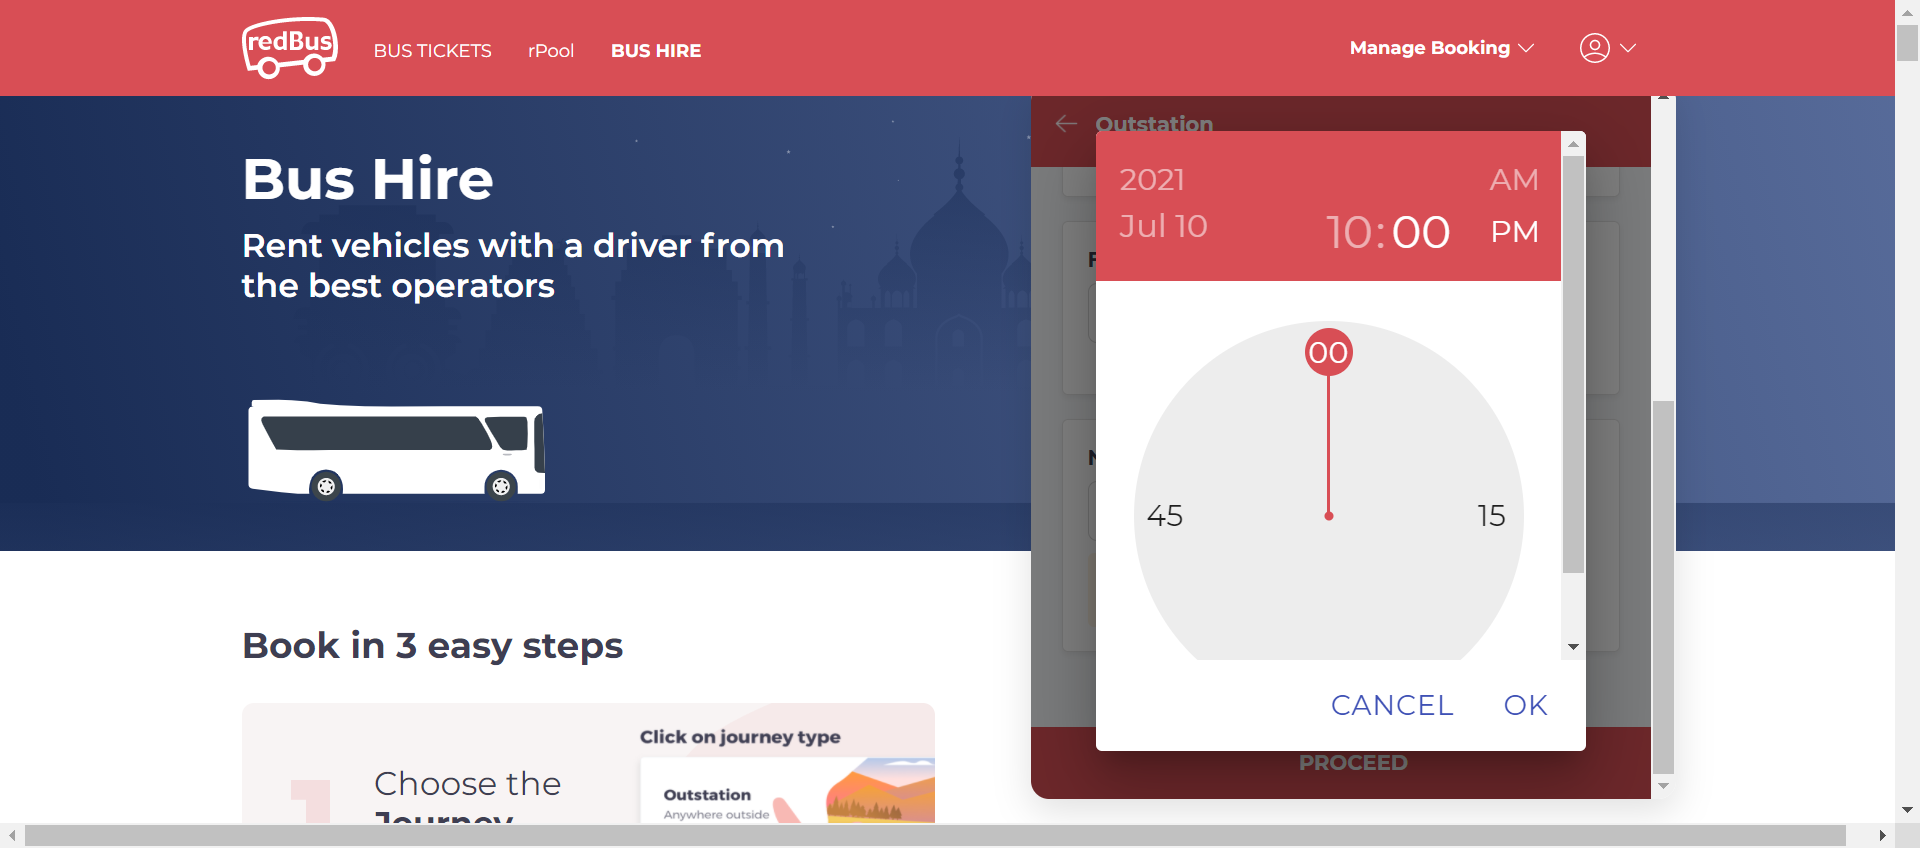 redBus
BUS TICKETS
rPool
BUS HIRE
Manage Booking
Bus Hire
Rent vehicles with a driver from
the best operators
Outstation
2021
Jul 10
10:00
AM
PM
00
45
15
CANCEL
OK
PROCEED
Book in 3 easy steps
1
Choose the
Journey
Click on journey type
Outstation
Anywhere outside